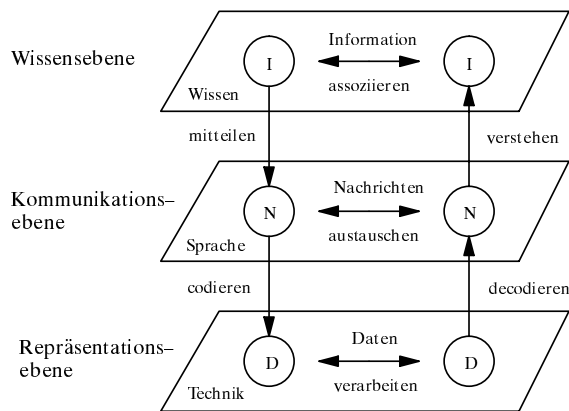 Wissensebene
I
Information
assoziieren
I
Wissen
mitteilen
verstehen
Kommunikations–
ebene
N
Nachrichten
austauschen
N
Sprache
codieren
decodieren
Repräsentations–
ebene
D
Daten
verarbeiten
D
Technik